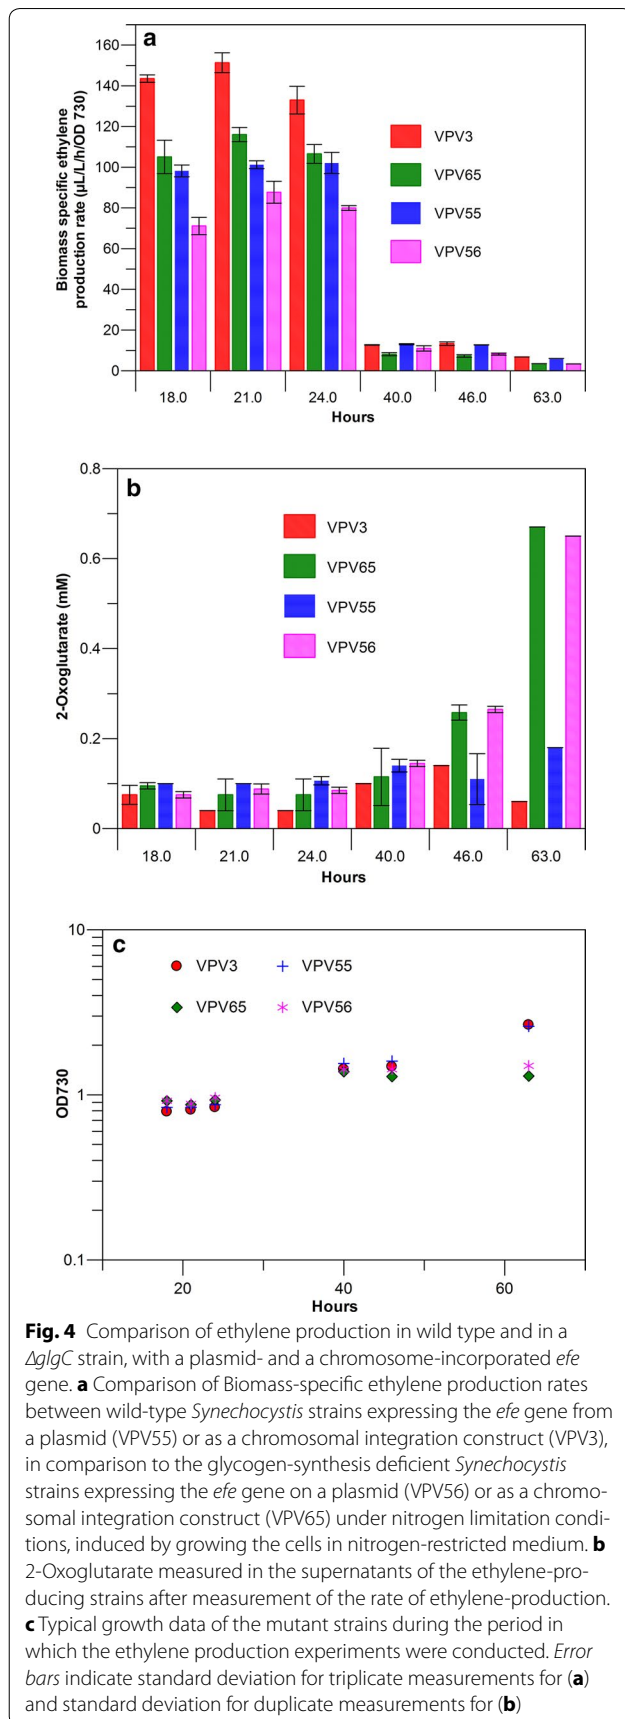 a
160
140
120
100
80
60
40
20
0
Biomass specific ethylene
production rate (µL/L/h/OD 730)
VPV3
VPV65
VPV55
VPV56
18.0 21.0 24.0 40.0 46.0 63.0
Hours
b
0.8
0.6
0.4
0.2
0
2-Oxoglutarate (mM)
VPV3
VPV65
VPV55
VPV56
18.0 21.0 24.0 40.0 46.0 63.0
Hours
c
10
1
0.1
OD730
VPV3 VPV55
VPV65 VPV56
20 40 60
Hours
Fig. 4 Comparison of ethylene production in wild type and in a
ΔglgC strain, with a plasmid- and a chromosome-incorporated efe
gene. a Comparison of Biomass-specific ethylene production rates
between wild-type Synechocystis strains expressing the efe gene from
a plasmid (VPV55) or as a chromosomal integration construct (VPV3),
in comparison to the glycogen-synthesis deficient Synechocystis
strains expressing the efe gene on a plasmid (VPV56) or as a chromo-
somal integration construct (VPV65) under nitrogen limitation condi-
tions, induced by growing the cells in nitrogen-restricted medium. b
2-Oxoglutarate measured in the supernatants of the ethylene-pro-
ducing strains after measurement of the rate of ethylene-production.
c Typical growth data of the mutant strains during the period in
which the ethylene production experiments were conducted. Error
bars indicate standard deviation for triplicate measurements for (a)
and standard deviation for duplicate measurements for (b)